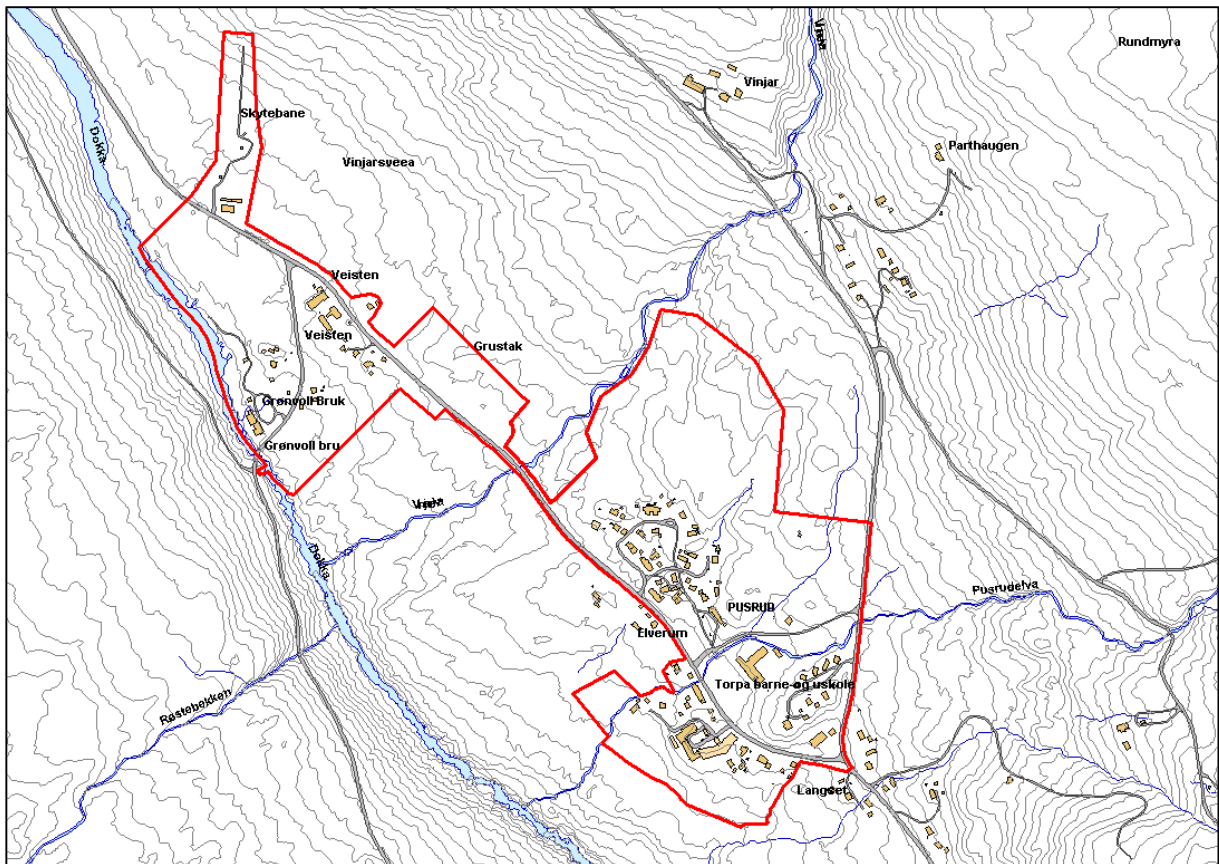 Rundmyra
Vinjar
Skytebane
Dokka
Parthaugen
Vinjarsveea
Veisten
Veisten
Grustak
Grønvoll Bruk
Grønvoll bru
Dokka
Pusrudelva
PUSRUD
Elverum
Torpa barne-og uskole
Røstebekken
Langset